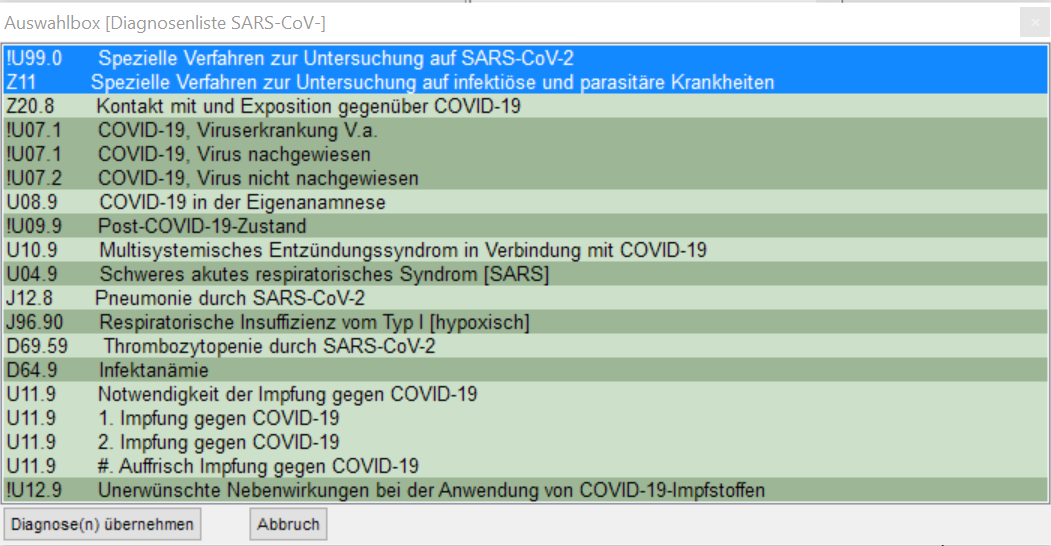 Auswahlbox [Diagnosenliste SARS-CoV-]
!U99.0 Spezielle Verfahren zur Untersuchung auf SARS-CoV-2
Z11 Spezielle Verfahren zur Untersuchung auf infektiöse und parasitäre Krankheiten
Z20.8 Kontakt mit und Exposition gegenüber COVID-19
!U07.1 COVID-19, Viruserkrankung V.a.
!U07.1 COVID-19, Virus nachgewiesen
!U07.2 COVID-19, Virus nicht nachgewiesen
U08.9 COVID-19 in der Eigenanamnese
!U09.9 Post-COVID-19-Zustand
U10.9 Multisystemisches Entzündungssyndrom in Verbindung mit COVID-19
U04.9 Schweres akutes respiratorisches Syndrom [SARS]
J12.8 Pneumonie durch SARS-CoV-2
J96.90 Respiratorische Insuffizienz vom Typ I [hypoxisch]
D69.59 Thrombozytopenie durch SARS-CoV-2
D64.9 Infektanämie
U11.9 Notwendigkeit der Impfung gegen COVID-19
U11.9 1. Impfung gegen COVID-19
U11.9 2. Impfung gegen COVID-19
U11.9 #. Auffrisch Impfung gegen COVID-19
!U12.9 Unerwünschte Nebenwirkungen bei der Anwendung von COVID-19-Impfstoffen
Diagnose(n) übernehmen Abbruch